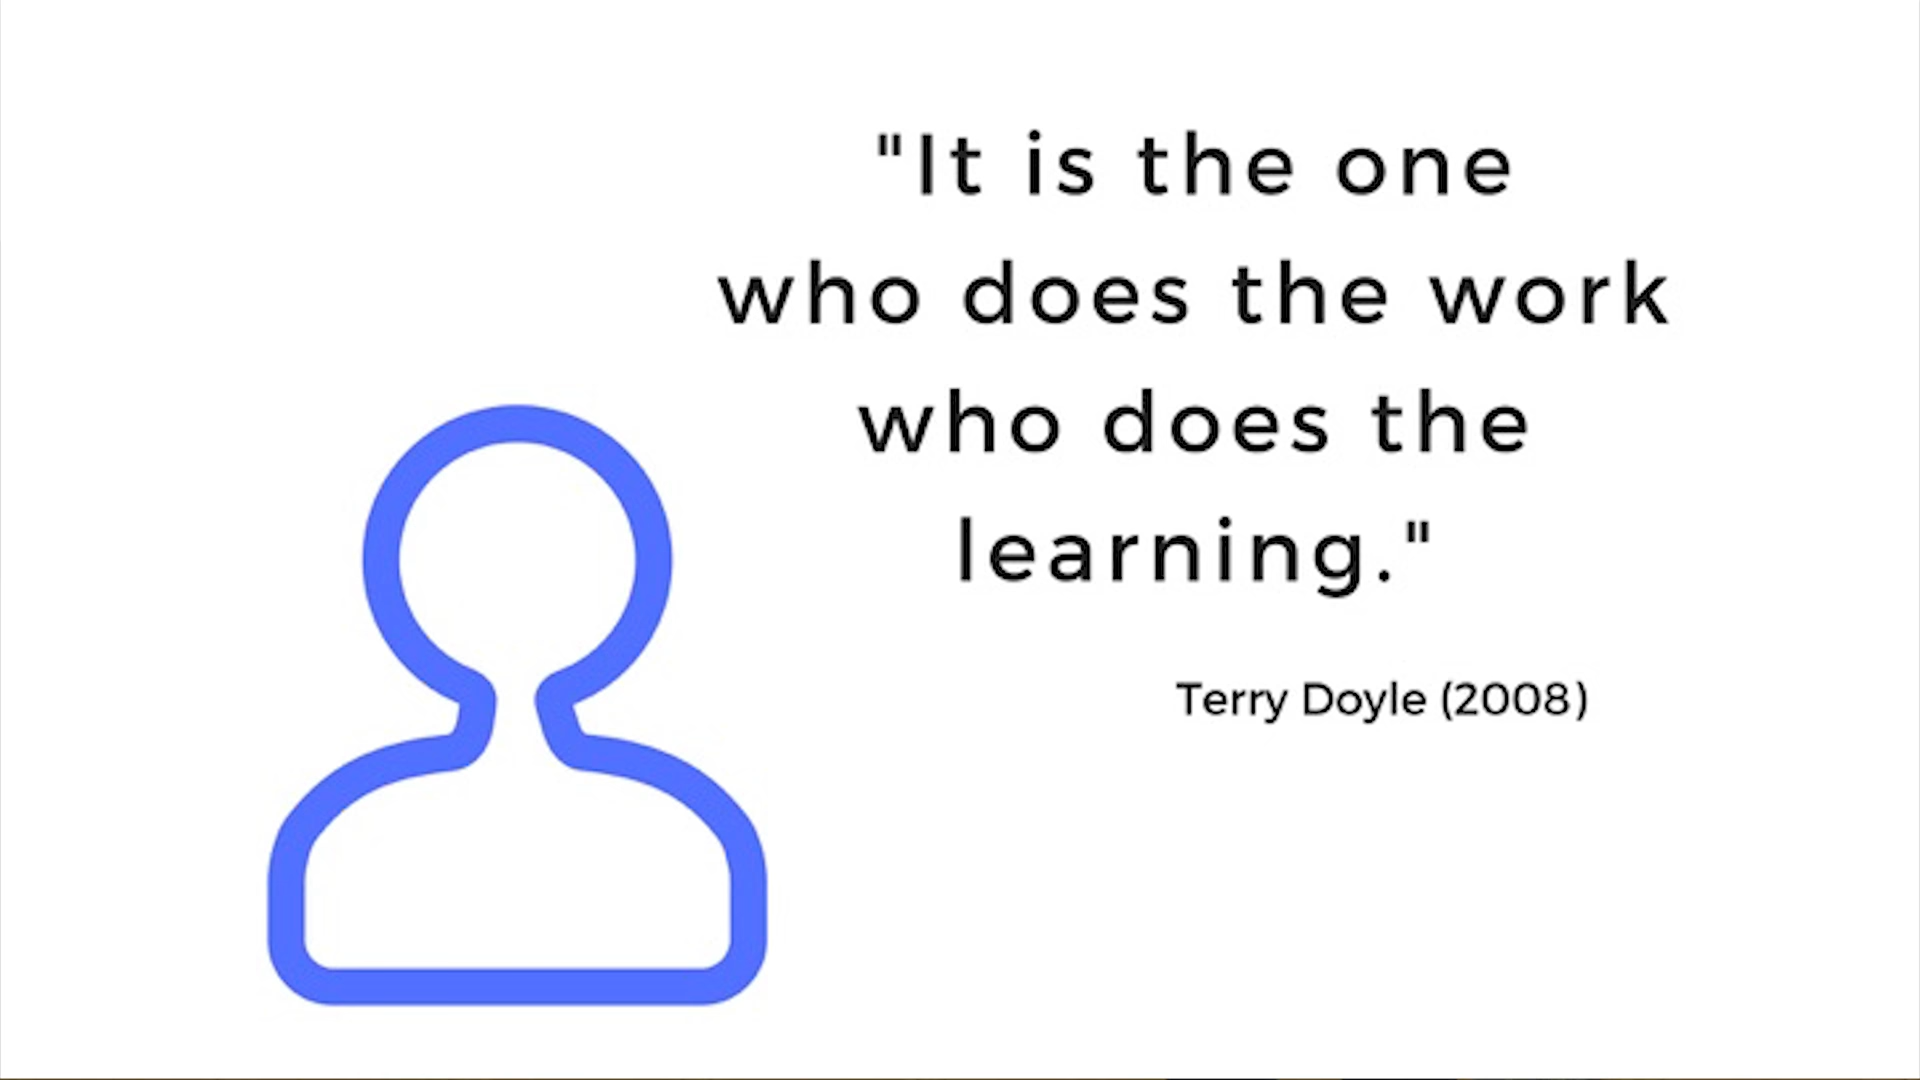 "It is the one
who does the work
who does the
learning."
Terry Doyle (2008)